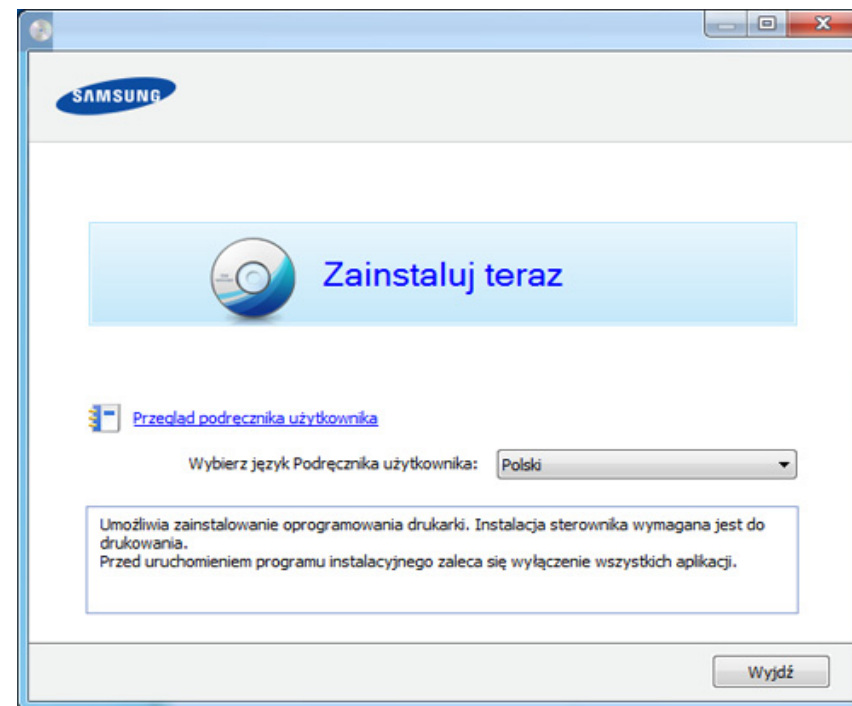 SAMSUNG
Zainstaluj teraz
Przegląd podręcznika użytkownika
Wybierz język Podręcznika użytkownika:
Polski
Umożliwia zainstalowanie oprogramowania drukarki. Instalacja sterownika wymagana jest do
drukowania.
Przed uruchomieniem programu instalacyjnego zaleca się wyłączenie wszystkich aplikacji.
Wyjdź